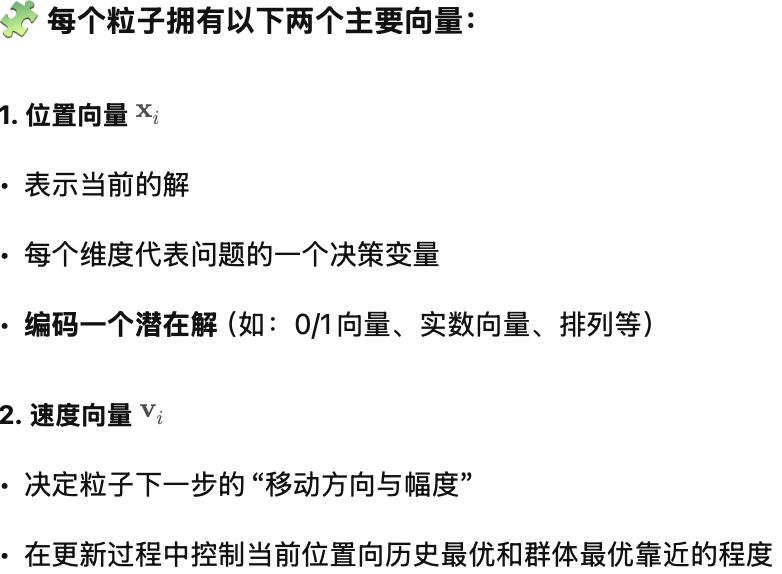 🧩 每个粒子拥有以下两个主要向量：
1. 位置向量 xᵢ
• 表示当前的解
• 每个维度代表问题的一个决策变量
• 编码一个潜在解（如：0/1向量、实数向量、排列等）
2. 速度向量 vᵢ
• 决定粒子下一步的 “移动方向与幅度”
• 在更新过程中控制当前位置向历史最优和群体最优靠近的程度